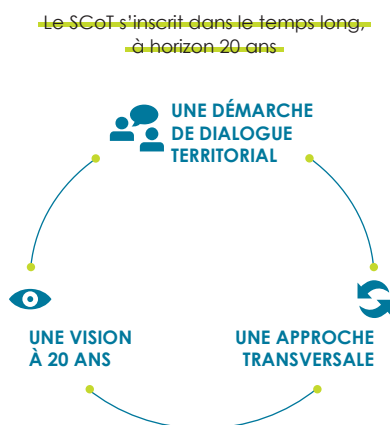 Le SCoT s'inscrit dans le temps long,
à horizon 20 ans
UNE DÉMARCHE
DE DIALOGUE
TERRITORIAL
UNE VISION
À 20 ANS
UNE APPROCHE
TRANSVERSALE